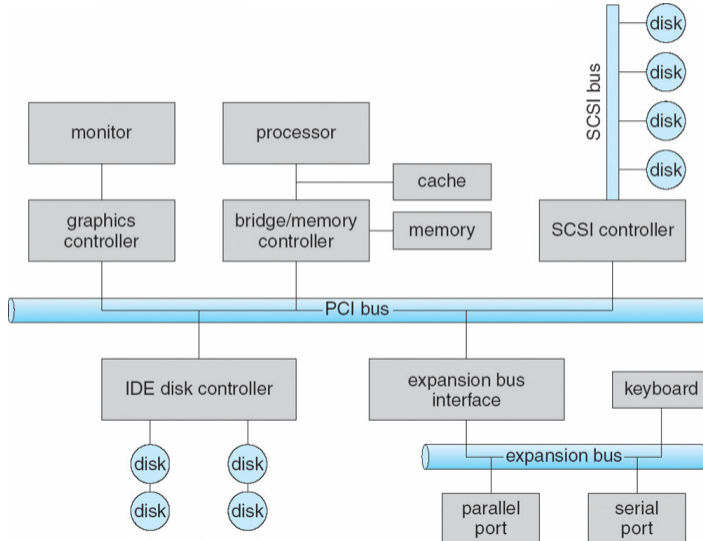 disk
disk
disk
disk
SCSI bus
monitor
processor
cache
graphics
controller
bridge/memory
controller
memory
SCSI controller
PCI bus
IDE disk controller
expansion bus
interface
keyboard
disk
disk
expansion bus
disk
disk
parallel
port
serial
port